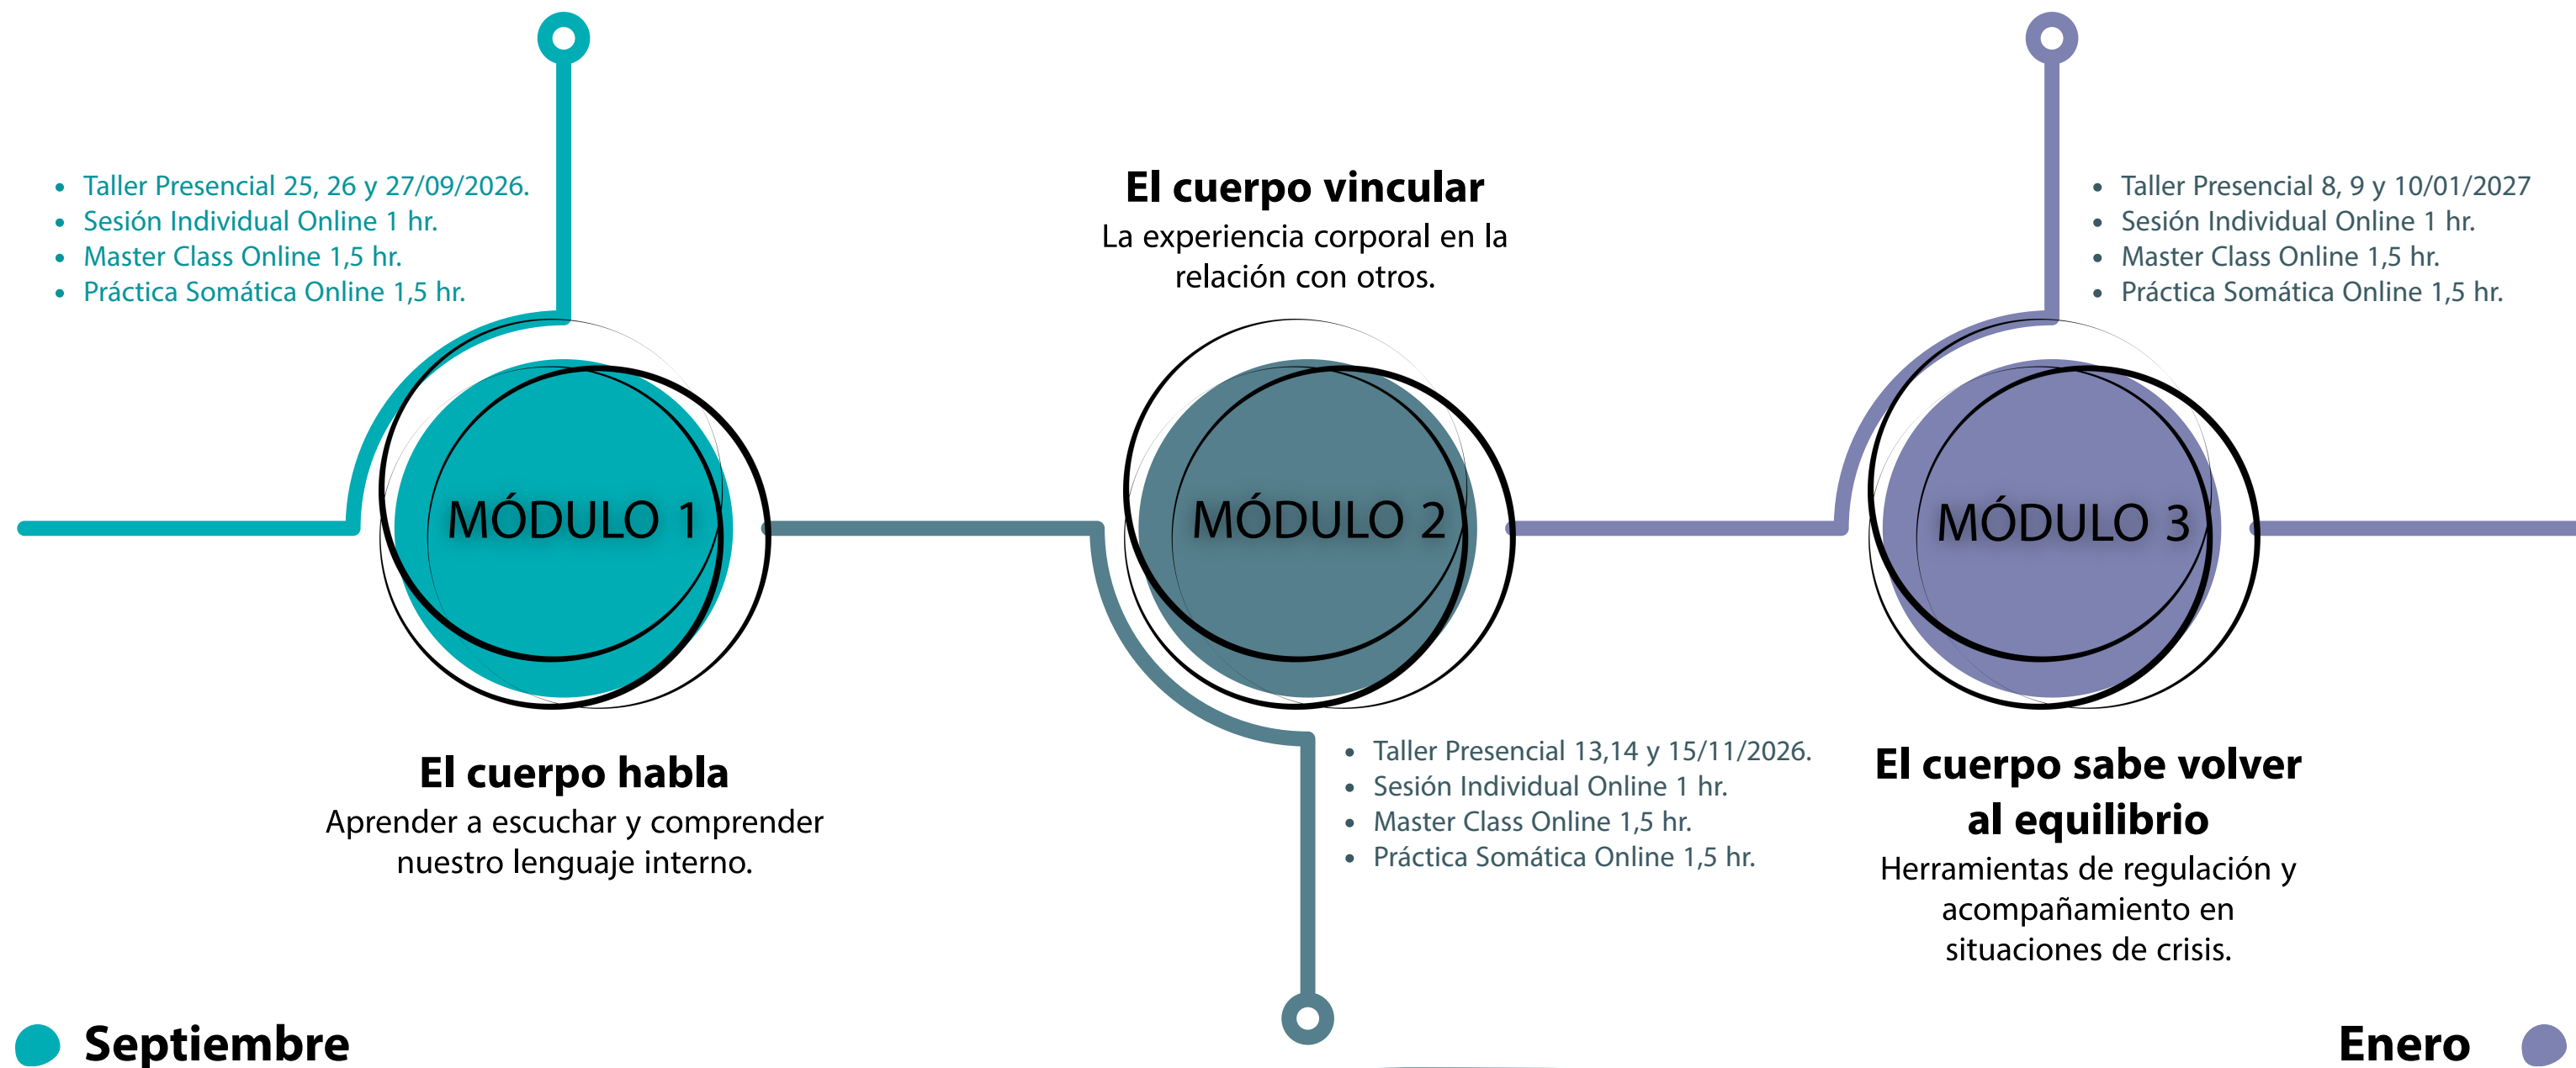 • Taller Presencial 25, 26 y 27/09/2026.
• Sesión Individual Online 1 hr.
• Master Class Online 1,5 hr.
• Práctica Somática Online 1,5 hr.
MÓDULO 1
El cuerpo habla
Aprender a escuchar y comprender
nuestro lenguaje interno.
El cuerpo vincular
La experiencia corporal en la
relación con otros.
MÓDULO 2
• Taller Presencial 13,14 y 15/11/2026.
• Sesión Individual Online 1 hr.
• Master Class Online 1,5 hr.
• Práctica Somática Online 1,5 hr.
• Taller Presencial 8, 9 y 10/01/2027
• Sesión Individual Online 1 hr.
• Master Class Online 1,5 hr.
• Práctica Somática Online 1,5 hr.
MÓDULO 3
El cuerpo sabe volver
al equilibrio
Herramientas de regulación y
acompañamiento en
situaciones de crisis.
Septiembre
Enero